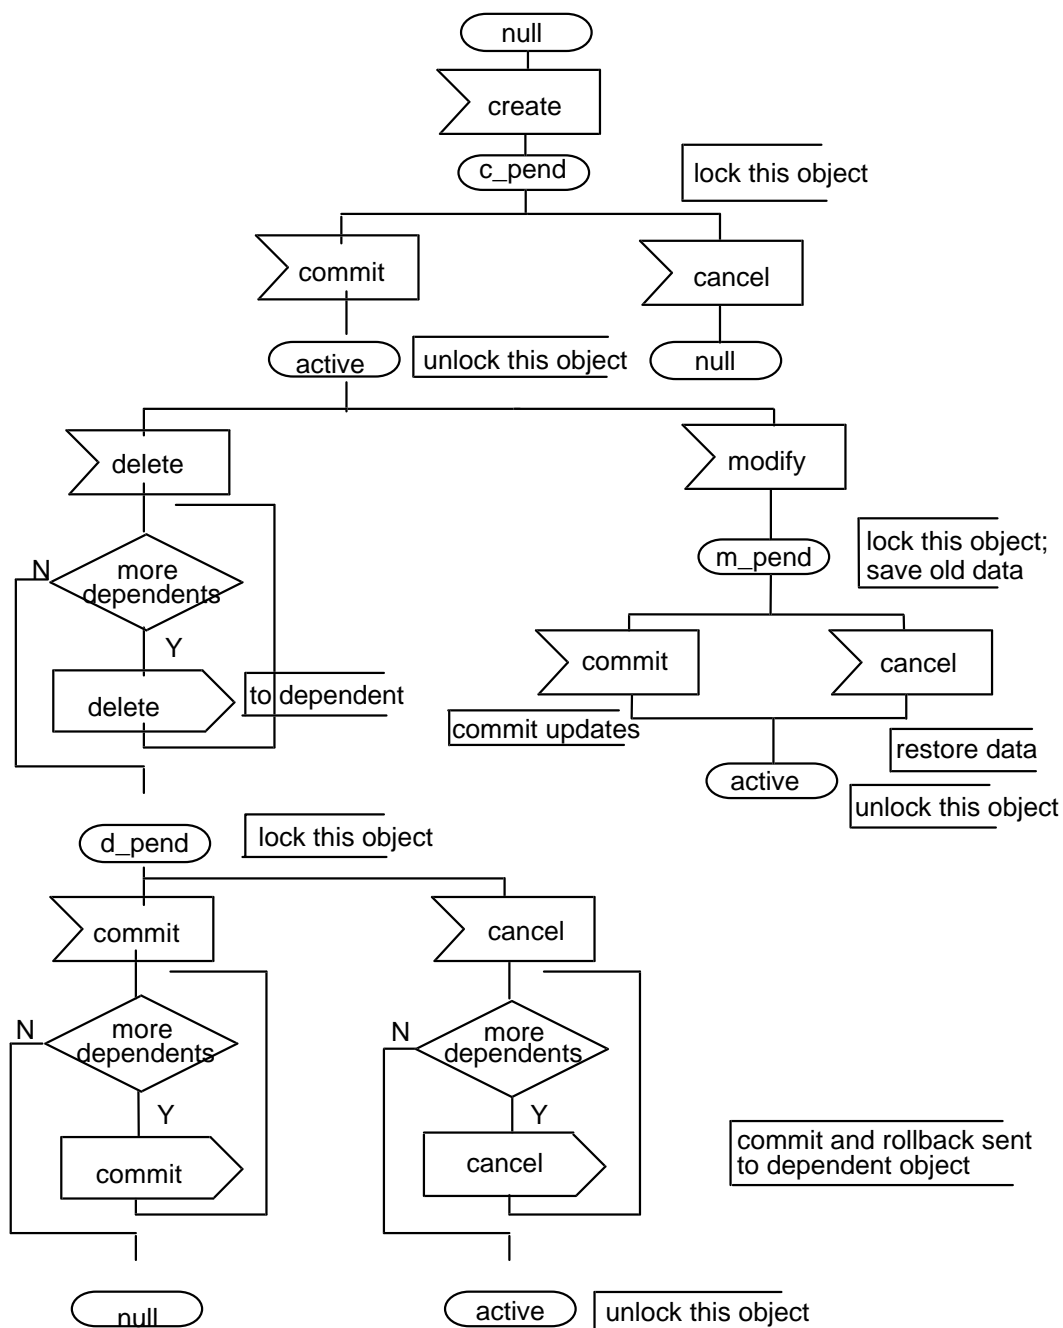 null
create
c_pend
lock this object
commit
cancel
active
unlock this object
null
delete
modify
m_pend
lock this object;
save old data
N
more
dependents
Y
commit
cancel
delete
to dependent
commit updates
restore data
active
unlock this object
d_pend
lock this object
commit
cancel
N
more
dependents
N
more
dependents
Y
Y
commit
cancel
commit and rollback sent
to dependent object
null
active
unlock this object